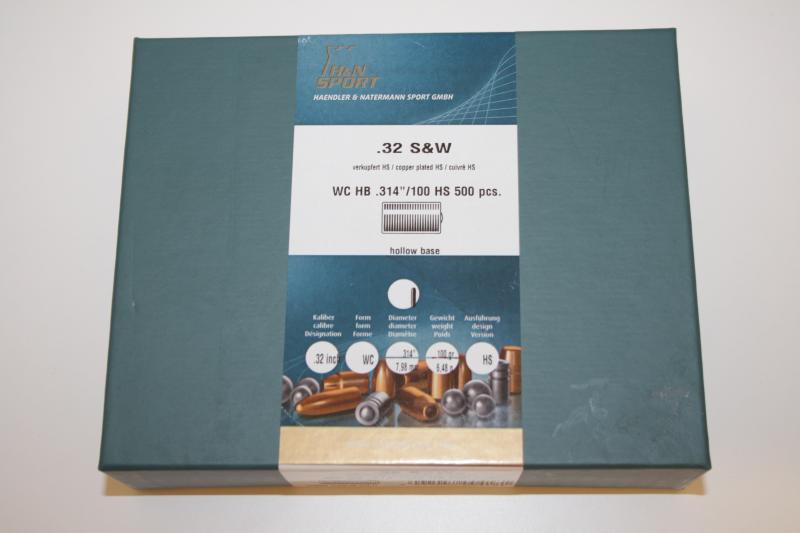 H&N
SPORT
HAENDLER & NATERMANN SPORT GMBH
.32 S&W
verkupfert HS / copper plated HS / cuivré HS
WC HB .314"/100 HS 500 pcs.
hollow base
Kaliber Form Diameter Gewicht Ausführung
calibre form diameter weight design
Désignation Forme Diamètre Poids Version
.32 inch WC .314" 100 gr HS
7,98 mm 6,48 g